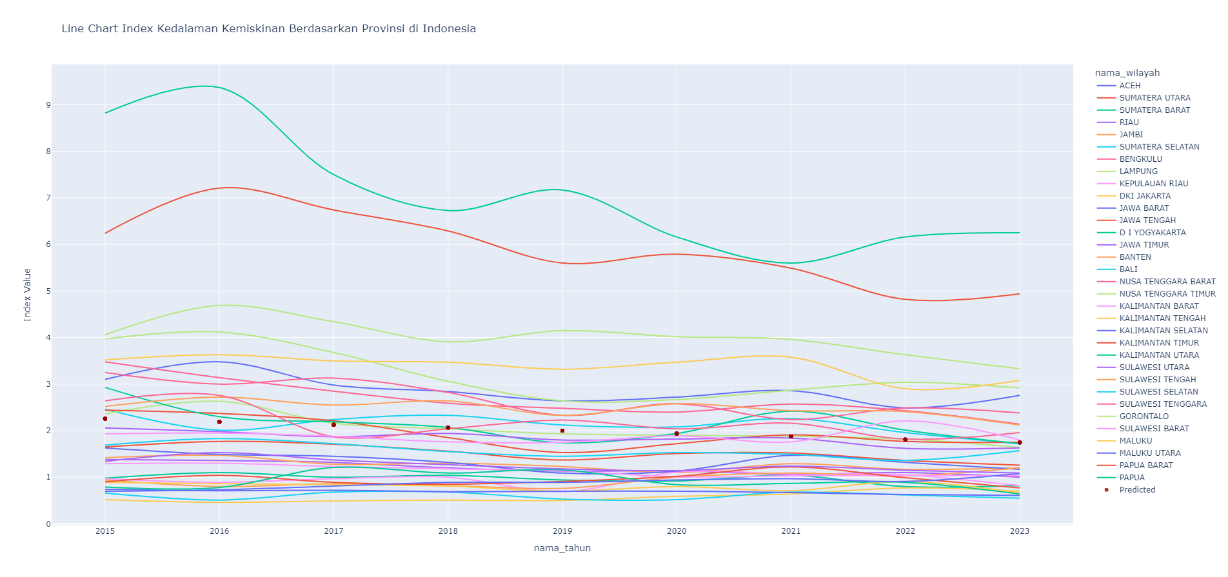 Line Chart Index Kedalaman Kemiskinan Berdasarkan Provinsi di Indonesia
nama_wilayah
ACEH
SUMATERA UTARA
SUMATERA BARAT
RIAU
JAMBI
SUMATERA SELATAN
BENGKULU
LAMPUNG
KEPULAUAN RIAU
DKI JAKARTA
JAWA BARAT
JAWA TENGAH
D I YOGYAKARTA
JAWA TIMUR
BANTEN
BALI
NUSA TENGGARA BARAT
NUSA TENGGARA TIMUR
KALIMANTAN BARAT
KALIMANTAN TENGAH
KALIMANTAN SELATAN
KALIMANTAN TIMUR
KALIMANTAN UTARA
SULAWESI UTARA
SULAWESI TENGAH
SULAWESI SELATAN
SULAWESI TENGGARA
GORONTALO
SULAWESI BARAT
MALUKU
MALUKU UTARA
PAPUA BARAT
PAPUA
Predicted
Index Value
9
8
7
6
5
4
3
2
1
0
2015 2016 2017 2018 2019 2020 2021 2022 2023
nama_tahun